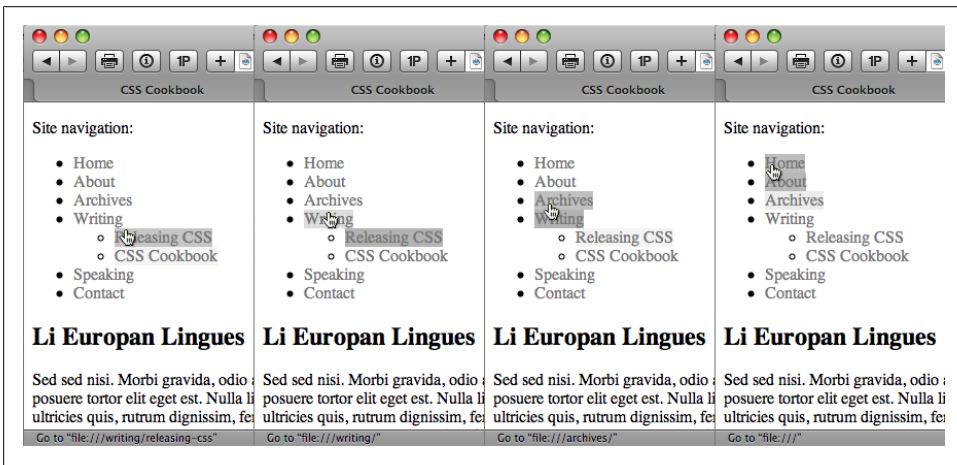 1P
CSS Cookbook
Site navigation:
Home
About
Archives
Writing
Releasing CSS
CSS Cookbook
Speaking
Contact
Li Europan Lingues
Sed sed nisi. Morbi gravida, odio
posuere tortor elit eget est. Nulla li
ultricies quis, rutrum dignissim, fe
Go to "file:///writing/releasing-css"
1P
CSS Cookbook
Site navigation:
Home
About
Archives
Writing
Releasing CSS
CSS Cookbook
Speaking
Contact
Li Europan Lingues
Sed sed nisi. Morbi gravida, odio
posuere tortor elit eget est. Nulla li
ultricies quis, rutrum dignissim, fe
Go to "file:///writing/"
1P
CSS Cookbook
Site navigation:
Home
About
Archives
Writing
Releasing CSS
CSS Cookbook
Speaking
Contact
Li Europan Lingues
Sed sed nisi. Morbi gravida, odio
posuere tortor elit eget est. Nulla li
ultricies quis, rutrum dignissim, fe
Go to "file:///archives/"
1P
CSS Cookbook
Site navigation:
Home
About
Archives
Writing
Releasing CSS
CSS Cookbook
Speaking
Contact
Li Europan Lingues
Sed sed nisi. Morbi gravida, odio
posuere tortor elit eget est. Nulla li
ultricies quis, rutrum dignissim, fe
Go to "file:///"